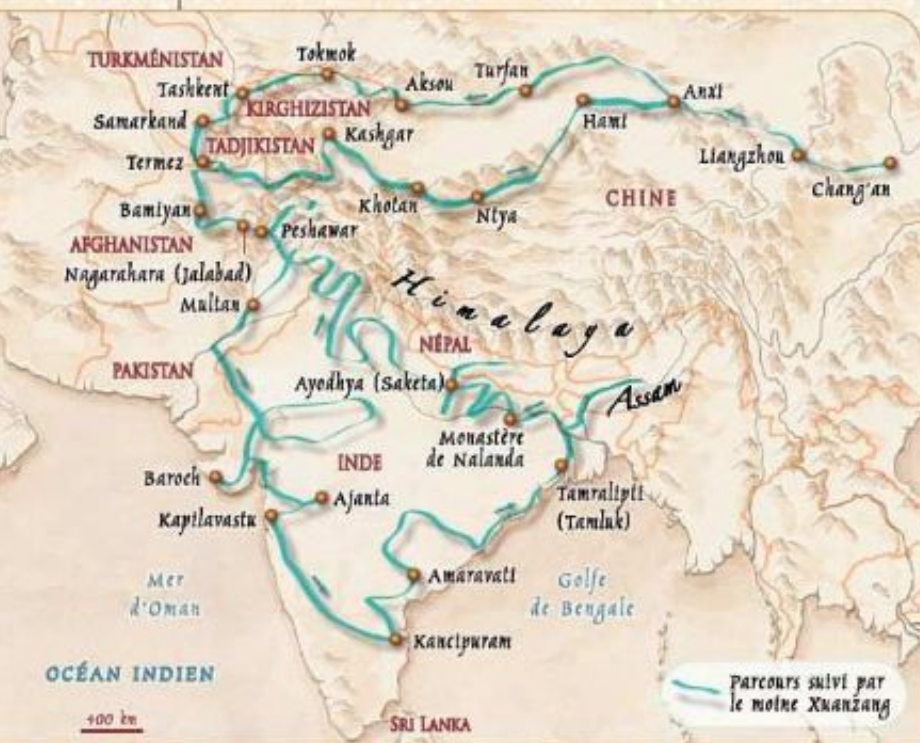 TURKMÉNISTAN
Tokmok
Tashkent
Aksou
Turfan
Anxi
KIRGHIZISTAN
Samarkand
TADJIKISTAN
Kashgar
Hami
Termez
Liangzhou
Chang'an
Khotan
Niya
CHINE
Bamiyan
Peshawar
AFGHANISTAN
Nagarahara (Jalabad)
Multan
Himalaya
NÉPAL
PAKISTAN
Ayodhya (Saketa)
Assam
Monastère
de Nalanda
INDE
Baroch
Ajanta
Tamralipti
(Tamluk)
Kapilavastu
Mer
d'Oman
Amaravati
Golfe
de Bengale
Kancipuram
OCÉAN INDIEN
400 km
SRI LANKA
Parcours suivi par
le moine Xuanzang